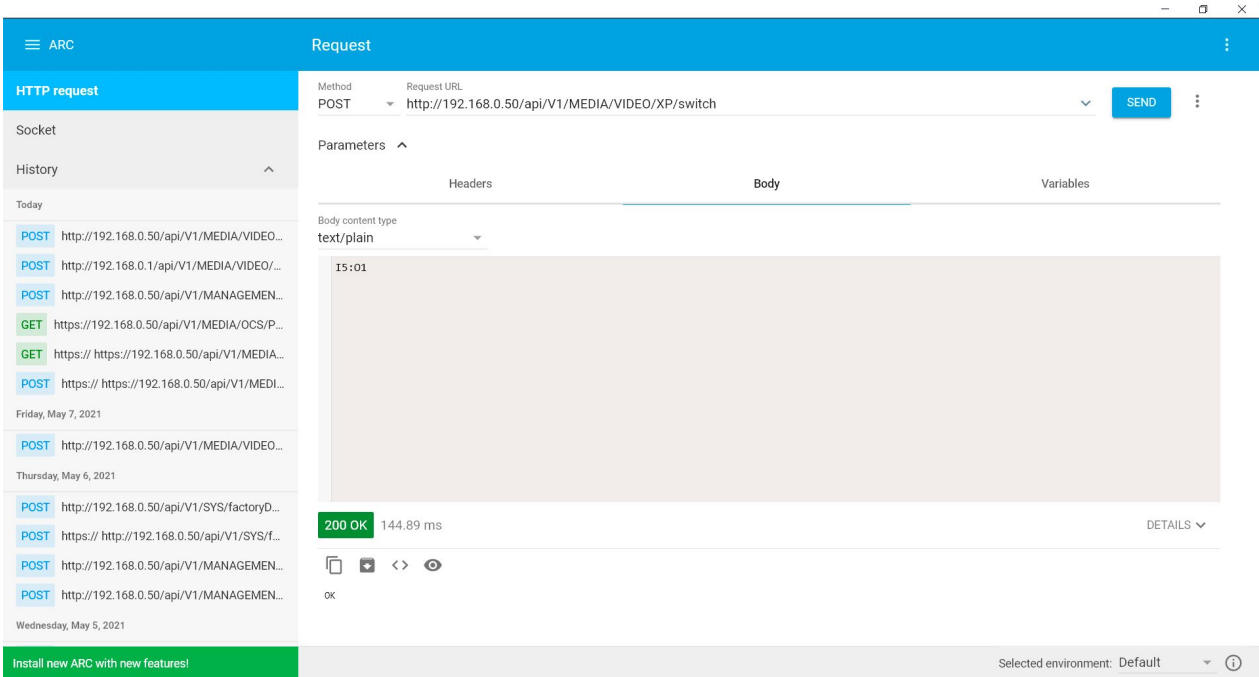 ARC
Request
HTTP request
Socket
History
Today
POST http://192.168.0.50/api/V1/MEDIA/VIDEO...
POST http://192.168.0.1/api/V1/MEDIA/VIDEO/...
POST http://192.168.0.50/api/V1/MANAGEMEN...
GET https://192.168.0.50/api/V1/MEDIA/OCS/P...
GET https:// https://192.168.0.50/api/V1/MEDIA...
POST https:// https://192.168.0.50/api/V1/MEDI...
Friday, May 7, 2021
POST http://192.168.0.50/api/V1/MEDIA/VIDEO...
Thursday, May 6, 2021
POST http://192.168.0.50/api/V1/SYS/factoryD...
POST https:// http://192.168.0.50/api/V1/SYS/f...
POST http://192.168.0.50/api/V1/MANAGEMEN...
POST http://192.168.0.50/api/V1/MANAGEMEN...
Wednesday, May 5, 2021
Install new ARC with new features!
Method Request URL
POST http://192.168.0.50/api/V1/MEDIA/VIDEO/XP/switch SEND
Parameters
Headers Body Variables
Body content type
text/plain
I5:O1
200 OK 144.89 ms DETAILS
OK
Selected environment: Default